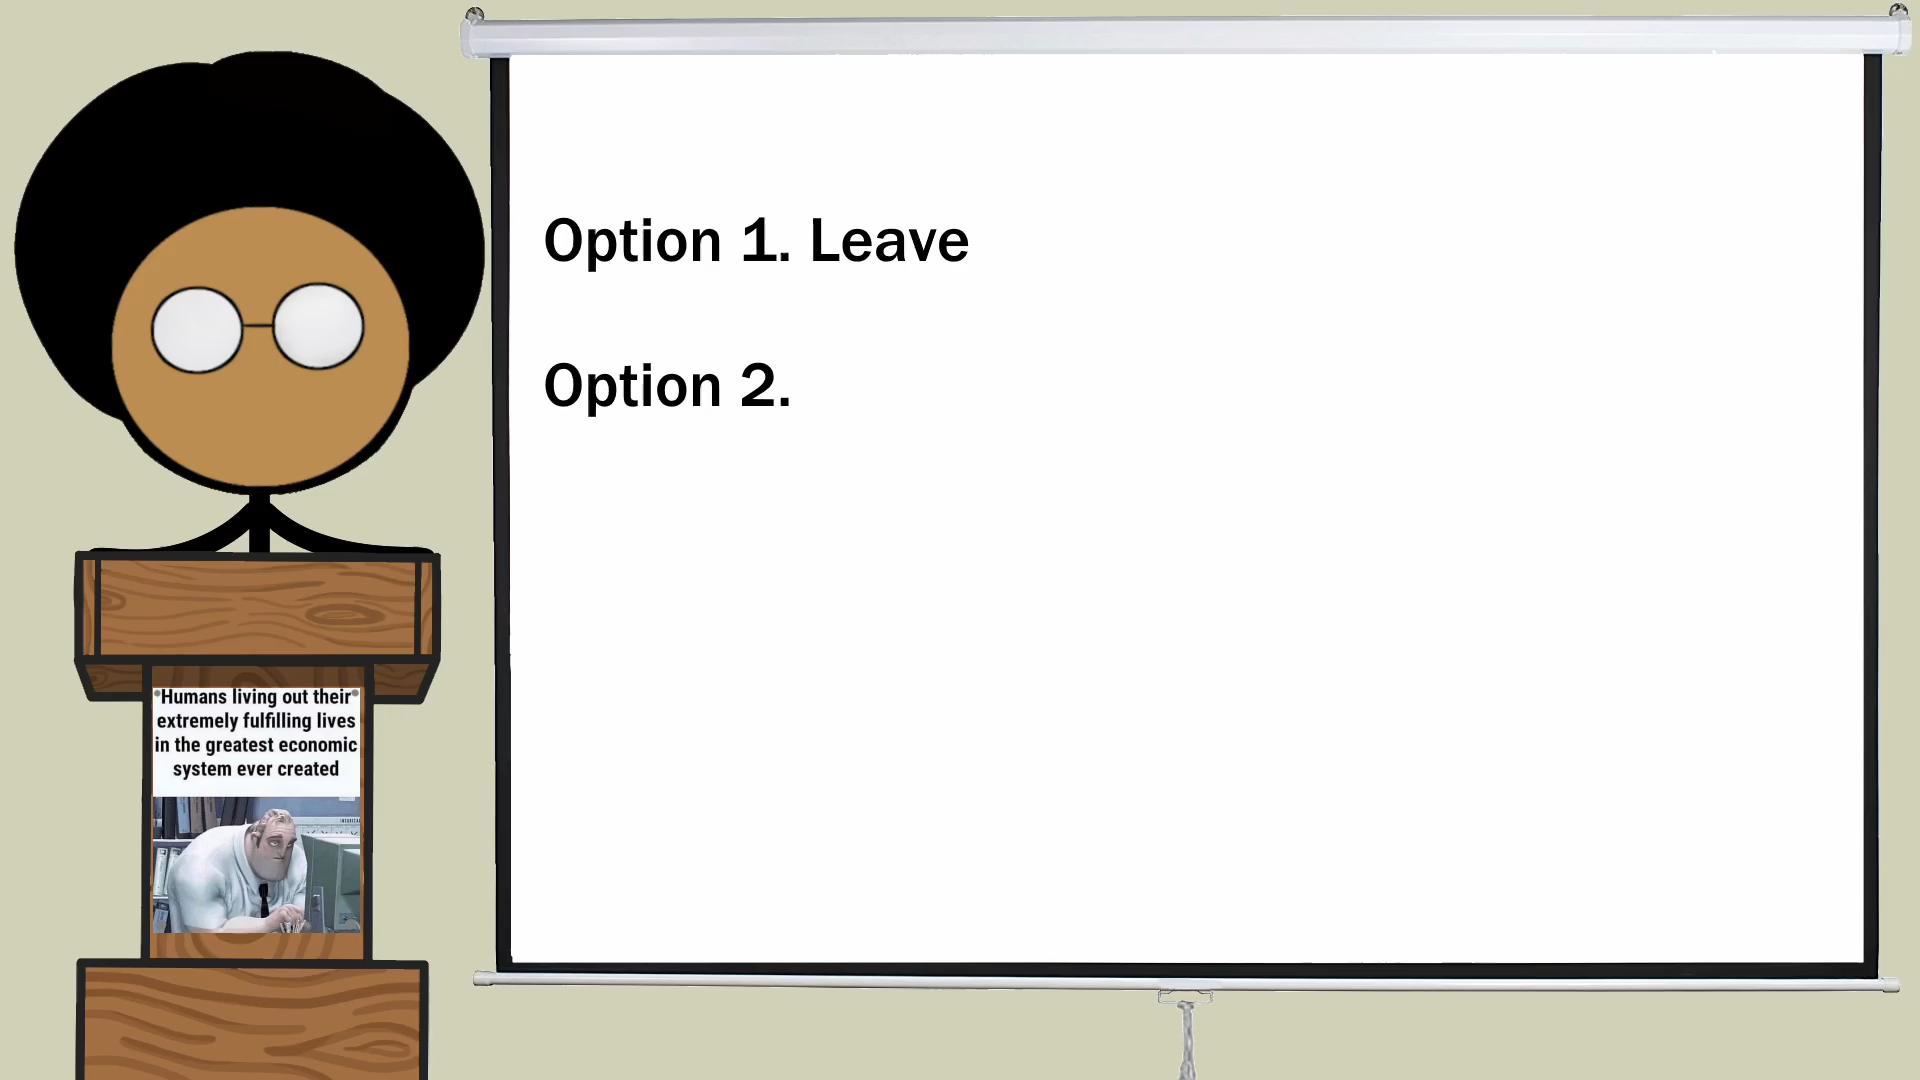 Option 1. Leave
Option 2.
Humans living out their
extremely fulfilling lives
in the greatest economic
system ever created